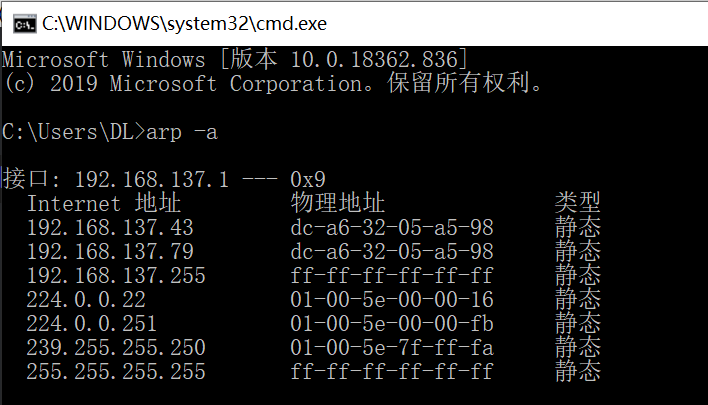 C:\WINDOWS\system32\cmd.exe
Microsoft Windows [版本 10.0.18362.836]
(c) 2019 Microsoft Corporation。保留所有权利。
C:\Users\DL>arp -a
接口: 192.168.137.1 --- 0x9
Internet 地址 物理地址 类型
192.168.137.43 dc-a6-32-05-a5-98 静态
192.168.137.79 dc-a6-32-05-a5-98 静态
192.168.137.255 ff-ff-ff-ff-ff-ff 静态
224.0.0.22 01-00-5e-00-00-16 静态
224.0.0.251 01-00-5e-00-00-fb 静态
239.255.255.250 01-00-5e-7f-ff-fa 静态
255.255.255.255 ff-ff-ff-ff-ff-ff 静态